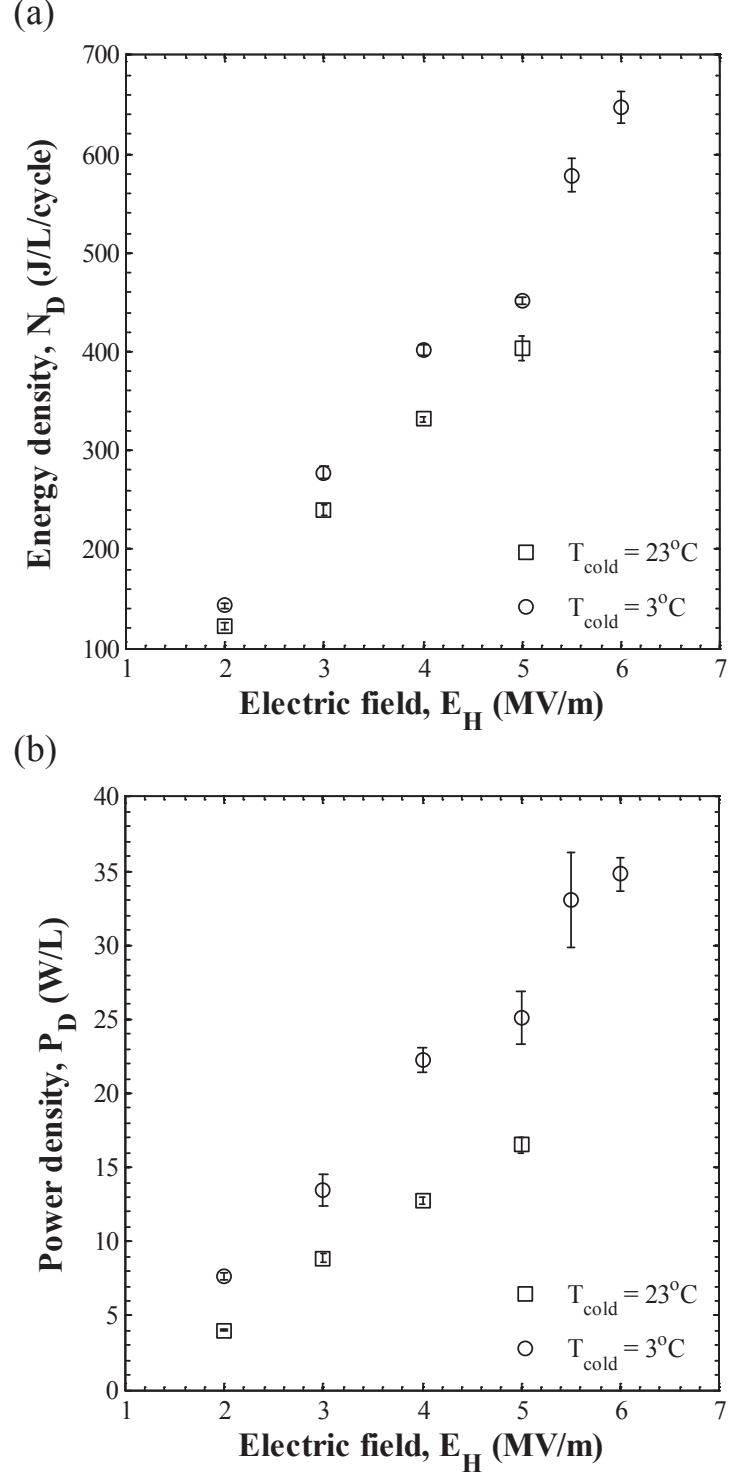 (a)
700
600
500
400
300
200
100
Energy density, N_D (J/L/cycle)
T_cold = 23°C
T_cold = 3°C
1 2 3 4 5 6 7
Electric field, E_H (MV/m)
(b)
40
35
30
25
20
15
10
5
0
Power density, P_D (W/L)
T_cold = 23°C
T_cold = 3°C
1 2 3 4 5 6 7
Electric field, E_H (MV/m)